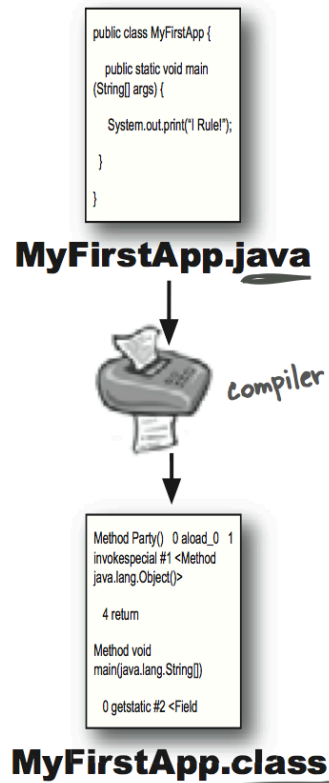 public class MyFirstApp {
public static void main
(String[] args) {
System.out.print("I Rule!");
}
}
MyFirstApp.java
compiler
Method Party()   0 aload_0   1
invokespecial #1 <Method
java.lang.Object()>
4 return
Method void
main(java.lang.String[])
0 getstatic #2 <Field
MyFirstApp.class